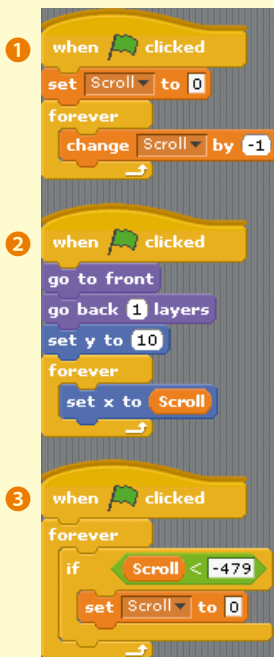 1
when clicked
set Scroll to 0
forever
change Scroll by -1
2
when clicked
go to front
go back 1 layers
set y to 10
forever
set x to Scroll
3
when clicked
forever
if Scroll < -479
set Scroll to 0